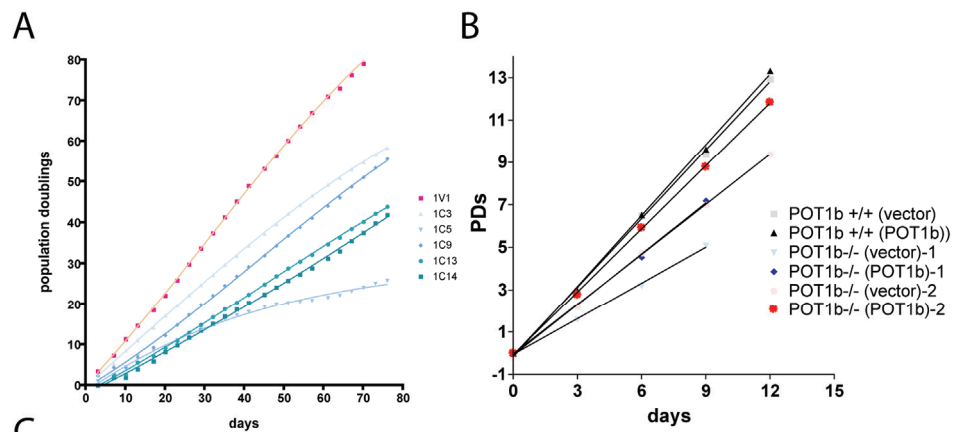 A
population doublings
80
70
60
50
40
30
20
10
0
0 10 20 30 40 50 60 70 80
days
1V1
1C3
1C5
1C9
1C13
1C14
B
PDs
13
11
9
7
5
3
1
-1
0 3 6 9 12
days
POT1b +/+ (vector)
POT1b +/+ (POT1b))
POT1b-/- (vector)-1
POT1b-/- (POT1b)-1
POT1b-/- (vector)-2
POT1b-/- (POT1b)-2
C